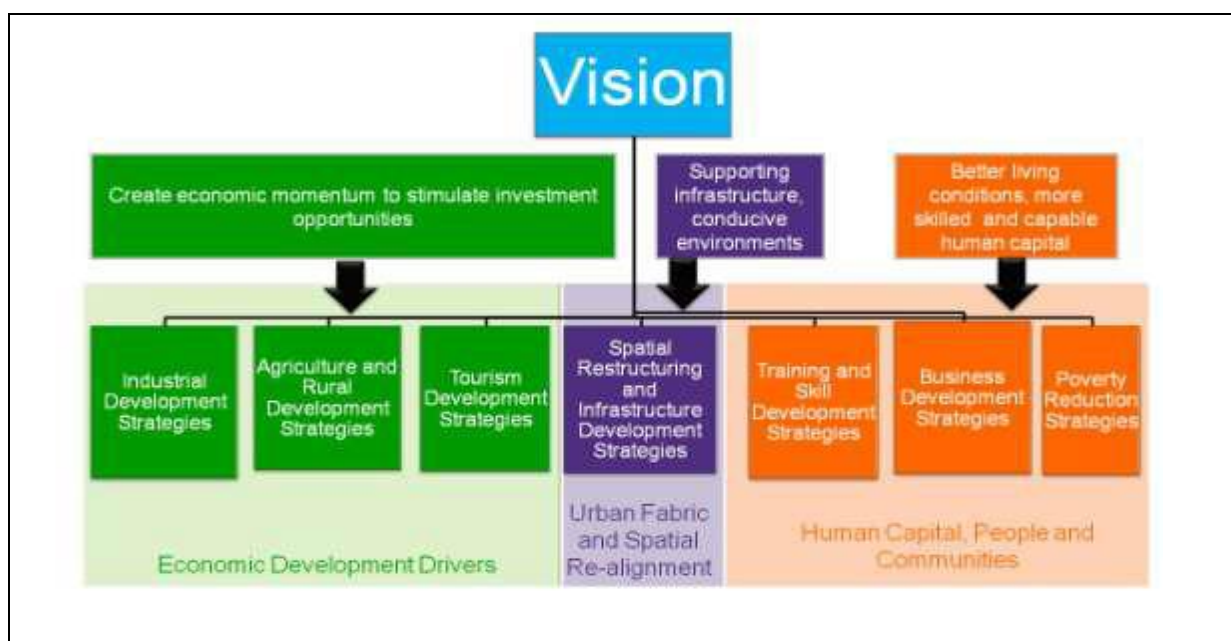 Vision
Create economic momentum to stimulate investment
opportunities
Supporting
infrastructure,
conducive
environments
Better living
conditions, more
skilled and capable
human capital
Industrial
Development
Strategies
Agriculture and
Rural
Development
Strategies
Tourism
Development
Strategies
Spatial
Restructuring
and
Infrastructure
Development
Strategies
Training and
Skill
Development
Strategies
Business
Development
Strategies
Poverty
Reduction
Strategies
Economic Development Drivers
Urban Fabric
and Spatial
Re-alignment
Human Capital, People and
Communities